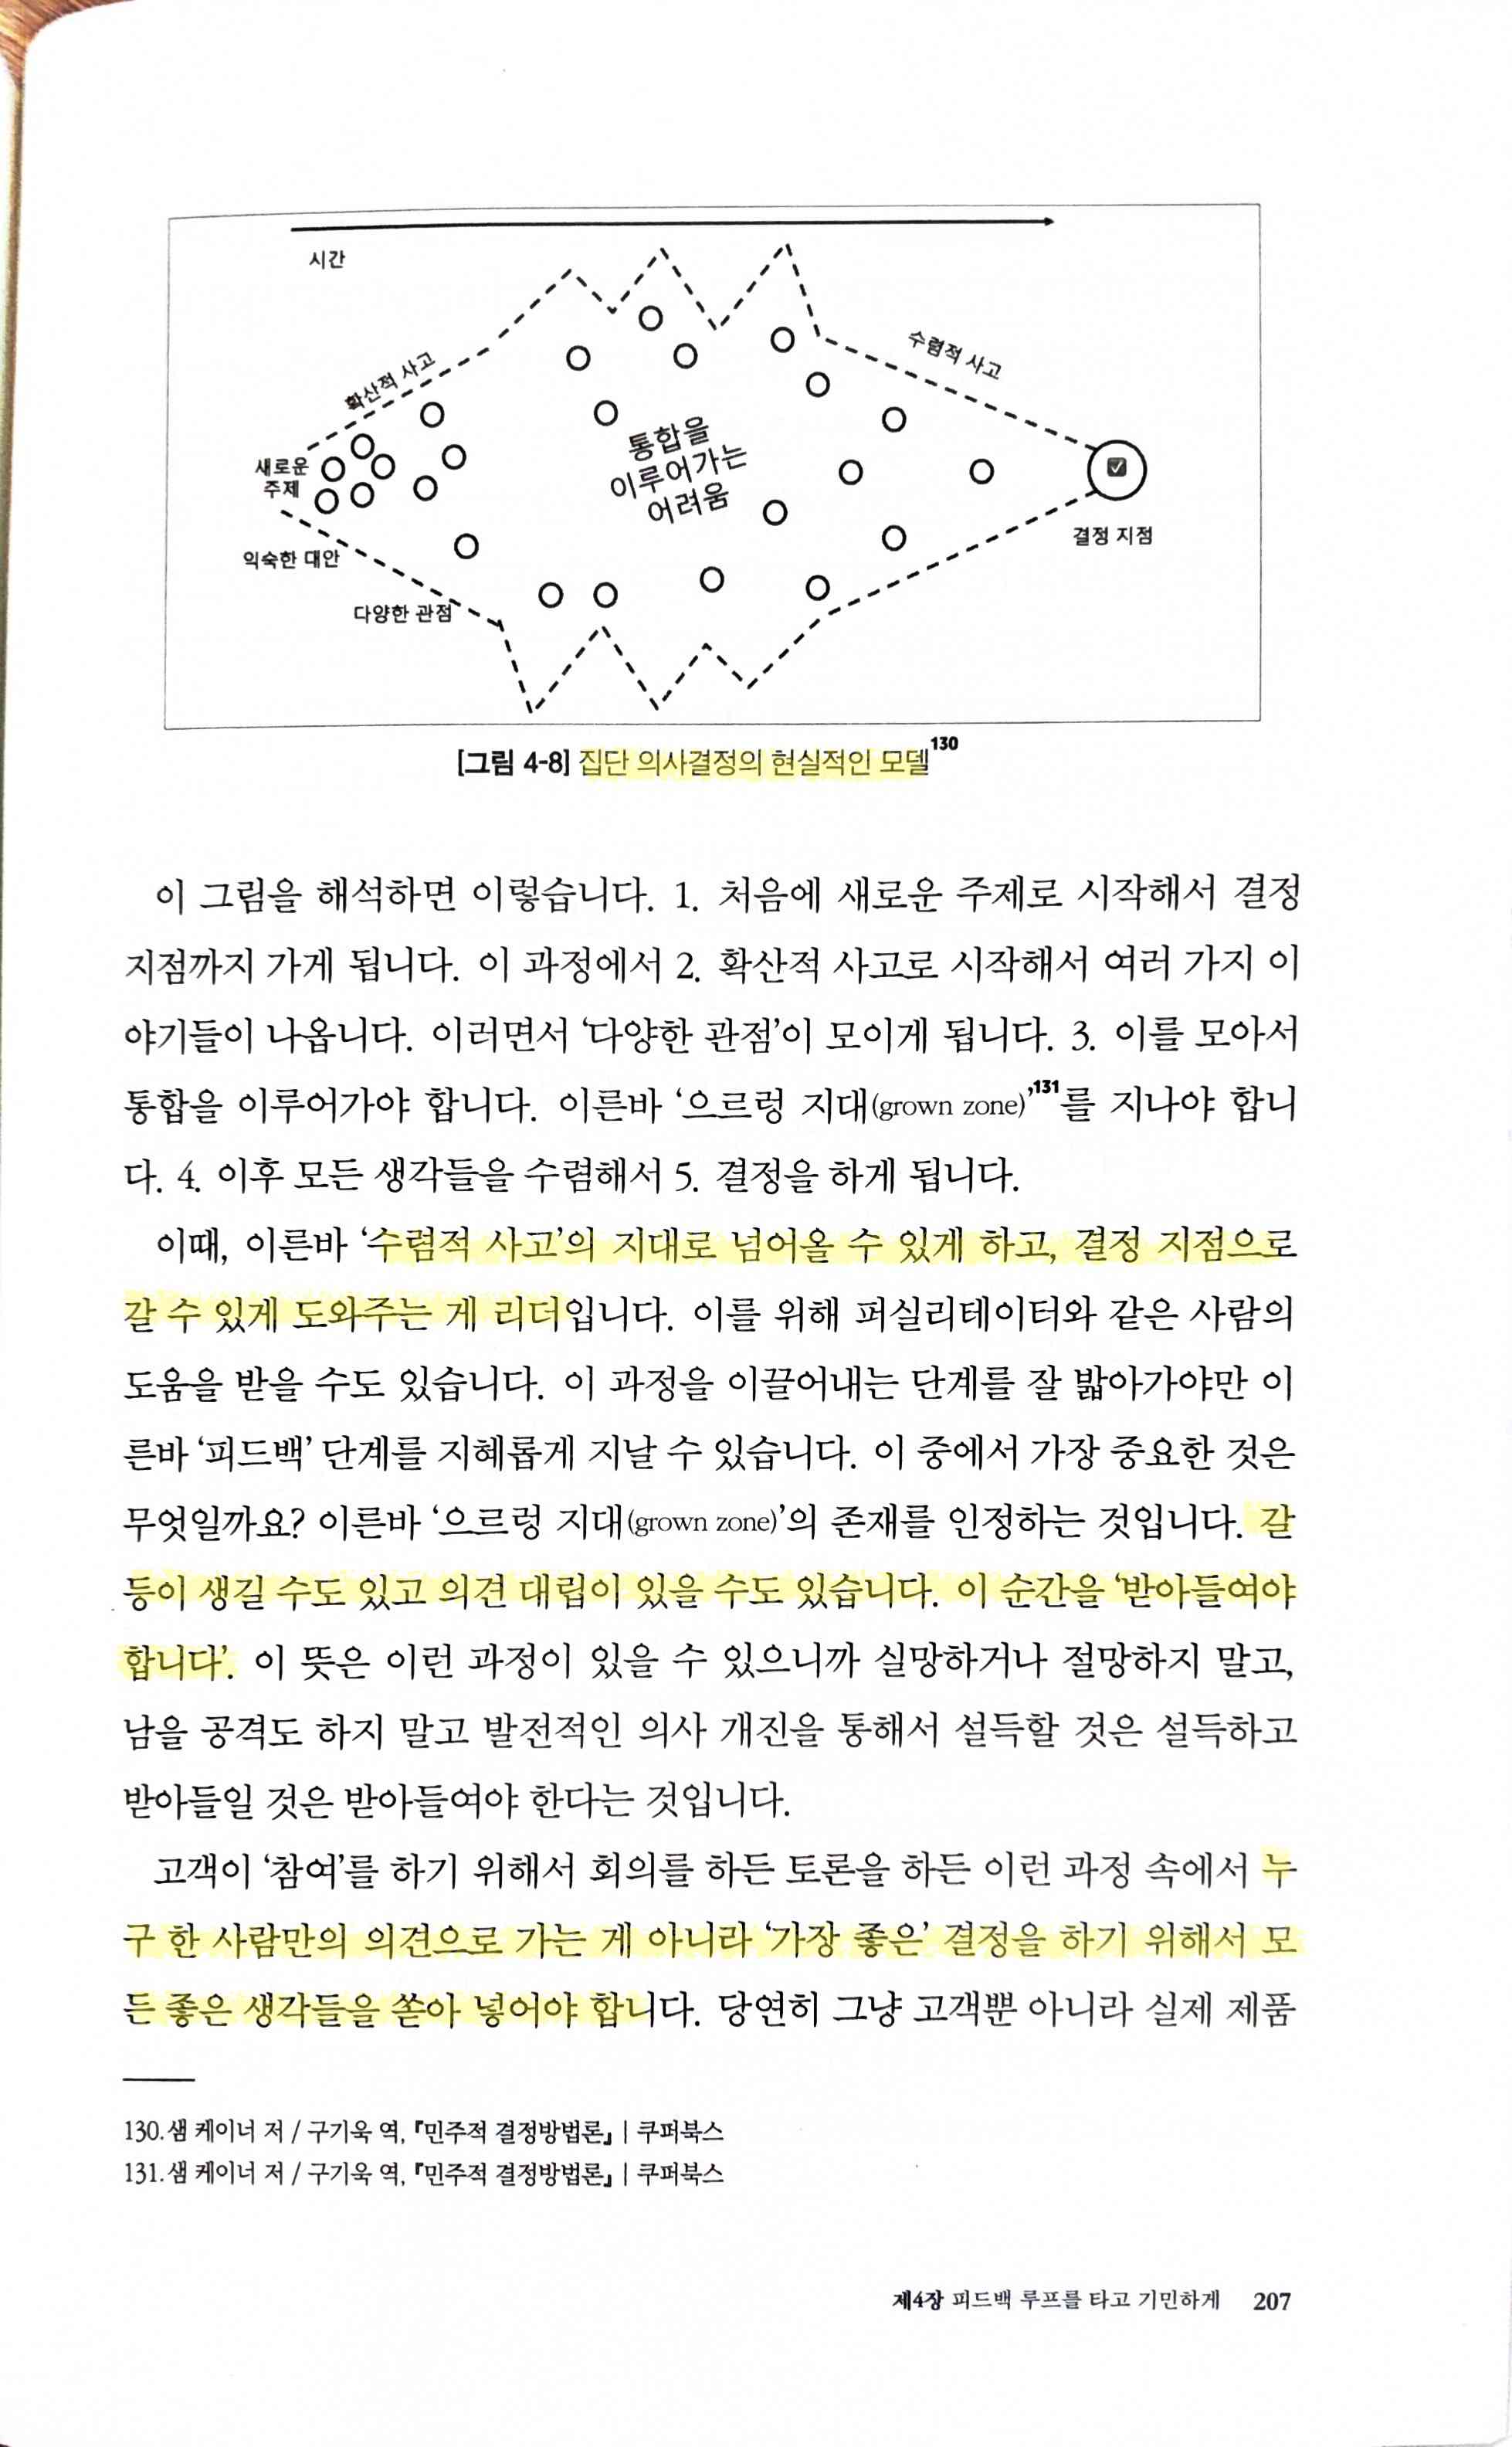 시간
확산적 사고
수렴적 사고
새로운
주제
통합을
이루어가는
어려움
익숙한 대안
다양한 관점
결정 지점
[그림 4-8] 집단 의사결정의 현실적인 모델130
이 그림을 해석하면 이렇습니다. 1. 처음에 새로운 주제로 시작해서 결정
지점까지 가게 됩니다. 이 과정에서 2. 확산적 사고로 시작해서 여러 가지 이
야기들이 나옵니다. 이러면서 ‘다양한 관점’이 모이게 됩니다. 3. 이를 모아서
통합을 이루어가야 합니다. 이른바 ‘으르렁 지대(grown zone)’131를 지나야 합니
다. 4. 이후 모든 생각들을 수렴해서 5. 결정을 하게 됩니다.
이때, 이른바 ‘수렴적 사고’의 지대로 넘어올 수 있게 하고, 결정 지점으로
갈 수 있게 도와주는 게 리더입니다. 이를 위해 퍼실리테이터와 같은 사람의
도움을 받을 수도 있습니다. 이 과정을 이끌어내는 단계를 잘 밟아가야만 이
른바 ‘피드백’ 단계를 지혜롭게 지날 수 있습니다. 이 중에서 가장 중요한 것은
무엇일까요? 이른바 ‘으르렁 지대(grown zone)’의 존재를 인정하는 것입니다. 갈
등이 생길 수도 있고 의견 대립이 있을 수도 있습니다. 이 순간을 ‘받아들여야
합니다’. 이 뜻은 이런 과정이 있을 수 있으니까 실망하거나 절망하지 말고,
남을 공격도 하지 말고 발전적인 의사 개진을 통해서 설득할 것은 설득하고
받아들일 것은 받아들여야 한다는 것입니다.
고객이 ‘참여’를 하기 위해서 회의를 하든 토론을 하든 이런 과정 속에서 누
구 한 사람만의 의견으로 가는 게 아니라 ‘가장 좋은’ 결정을 하기 위해서 모
든 좋은 생각들을 쏟아 넣어야 합니다. 당연히 그냥 고객뿐 아니라 실제 제품
130. 샘 케이너 저 / 구기욱 역, 『민주적 결정방법론』 | 쿠퍼북스
131. 샘 케이너 저 / 구기욱 역, 『민주적 결정방법론』 | 쿠퍼북스
제4장 피드백 루프를 타고 기민하게 207